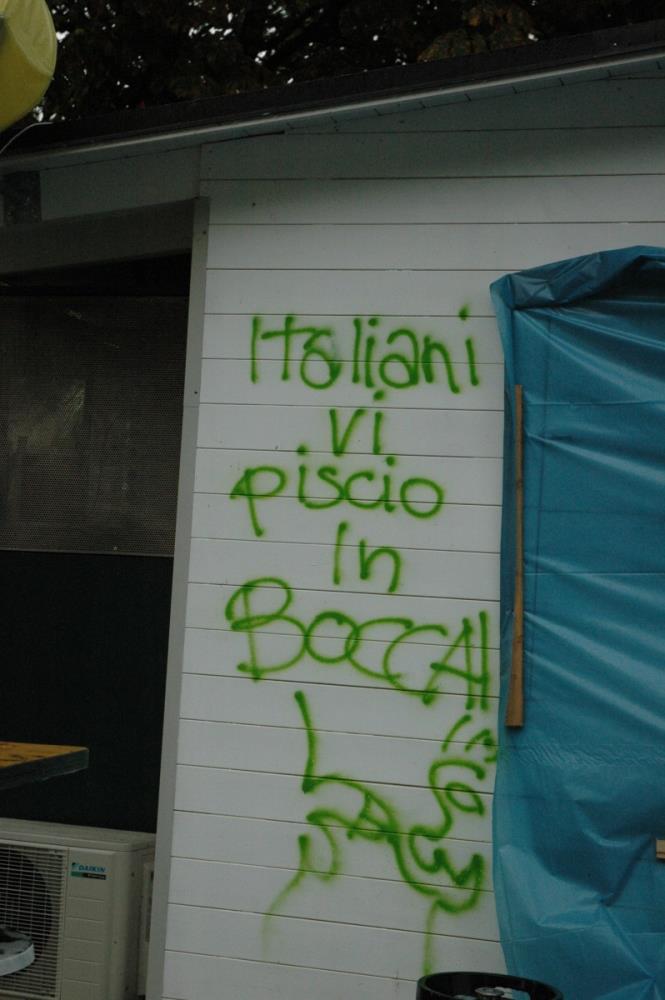 Italiani
vi
piscio
in
BOCCA!
DAIKIN